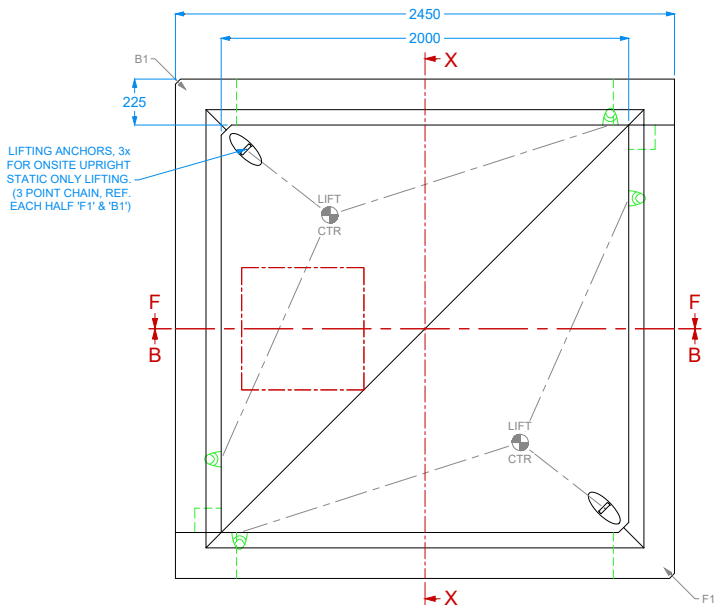 2450
2000
X
B1
225
LIFTING ANCHORS, 3x
FOR ONSITE UPRIGHT
STATIC ONLY LIFTING.
(3 POINT CHAIN, REF.
EACH HALF 'F1' & 'B1')
LIFT
CTR
F
F
B
B
LIFT
CTR
X
F1